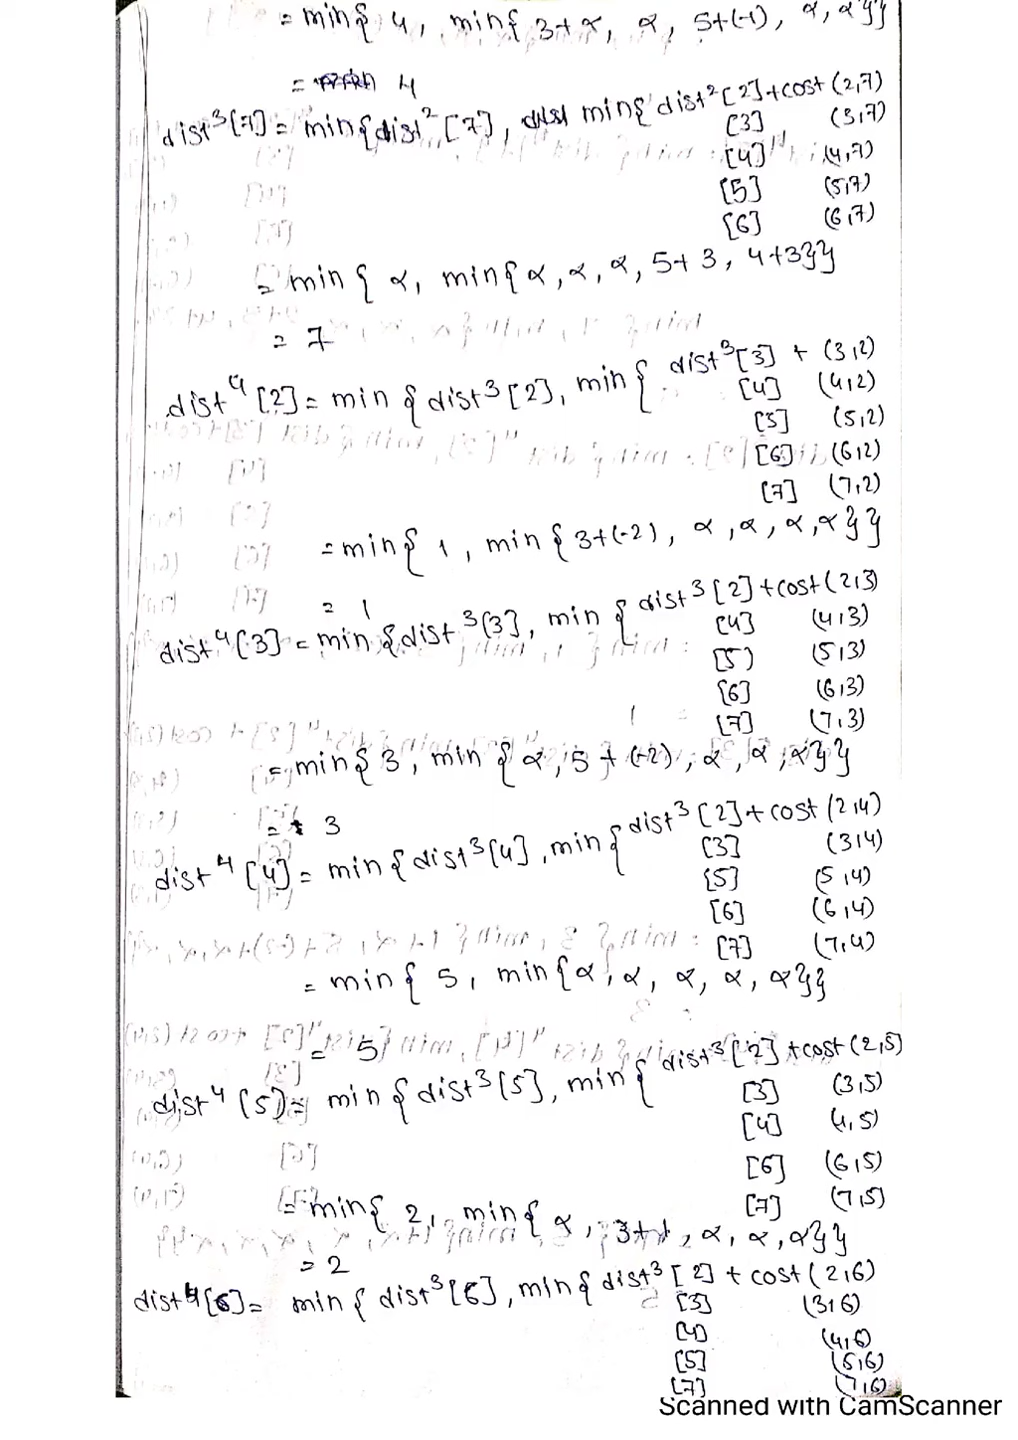 = min{ 4, min{ 3+α, α, 5+(-1), α, α}}
= 4
dist³[7] = min{dist²[7], min{ dist²[2]+cost(2,7)
[3] (3,7)
[4] (4,7)
[5] (5,7)
[6] (6,7)
= min { α, min{α, α, α, 5+3, 4+3}}
= 7
dist⁴[2] = min { dist³[2], min { dist³[3] + (3,2)
[4] (4,2)
[5] (5,2)
[6] (6,2)
[7] (7,2)
= min{ 1, min{ 3+(-2), α, α, α, α}}
= 1
dist⁴[3] = min {dist³[3], min { dist³[2]+cost(2,3)
[4] (4,3)
[5] (5,3)
[6] (6,3)
[7] (7,3)
= min{ 3, min { α, 5+(-2), α, α, α}}
= 3
dist⁴[4] = min { dist³[4], min{ dist³[2]+cost(2,4)
[3] (3,4)
[5] (5,4)
[6] (6,4)
[7] (7,4)
= min { 5, min{α, α, α, α, α}}
= 5
dist⁴[5] = min { dist³[5], min{ dist³[2]+cost(2,5)
[3] (3,5)
[4] (4,5)
[6] (6,5)
[7] (7,5)
= min{ 2, min{ α, 3+1, α, α, α}}
= 2
dist⁴[6] = min { dist³[6], min{ dist³[2] + cost(2,6)
[3] (3,6)
[4] (4,6)
[5] (5,6)
[7] (7,6)
Scanned with CamScanner